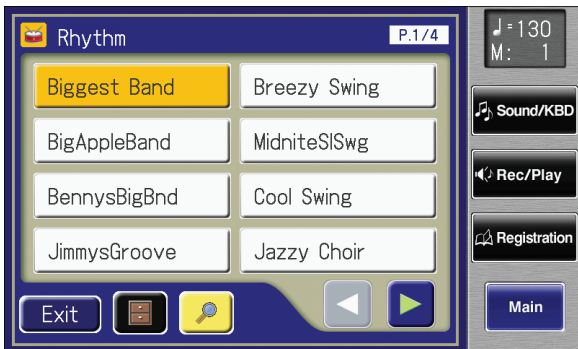 Rhythm
P.1/4
Biggest Band
Breezy Swing
BigAppleBand
MidniteSlSwg
BennysBigBnd
Cool Swing
JimmysGroove
Jazzy Choir
Exit
♩=130
M: 1
Sound/KBD
Rec/Play
Registration
Main